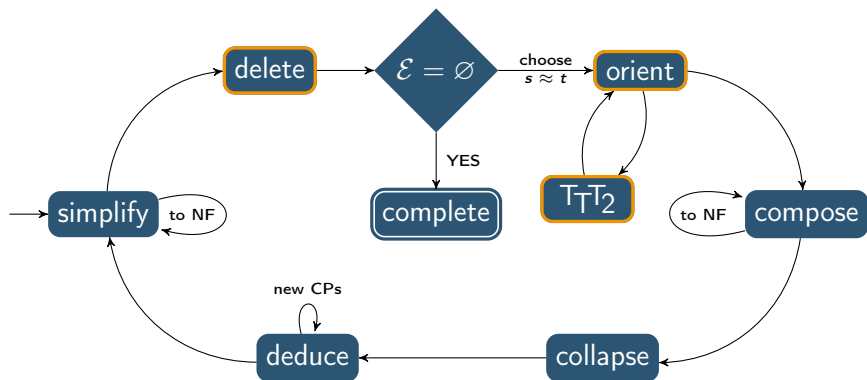 delete
ℰ = ∅
choose
s ≈ t
orient
YES
simplify
to NF
complete
TTT2
to NF
compose
new CPs
deduce
collapse